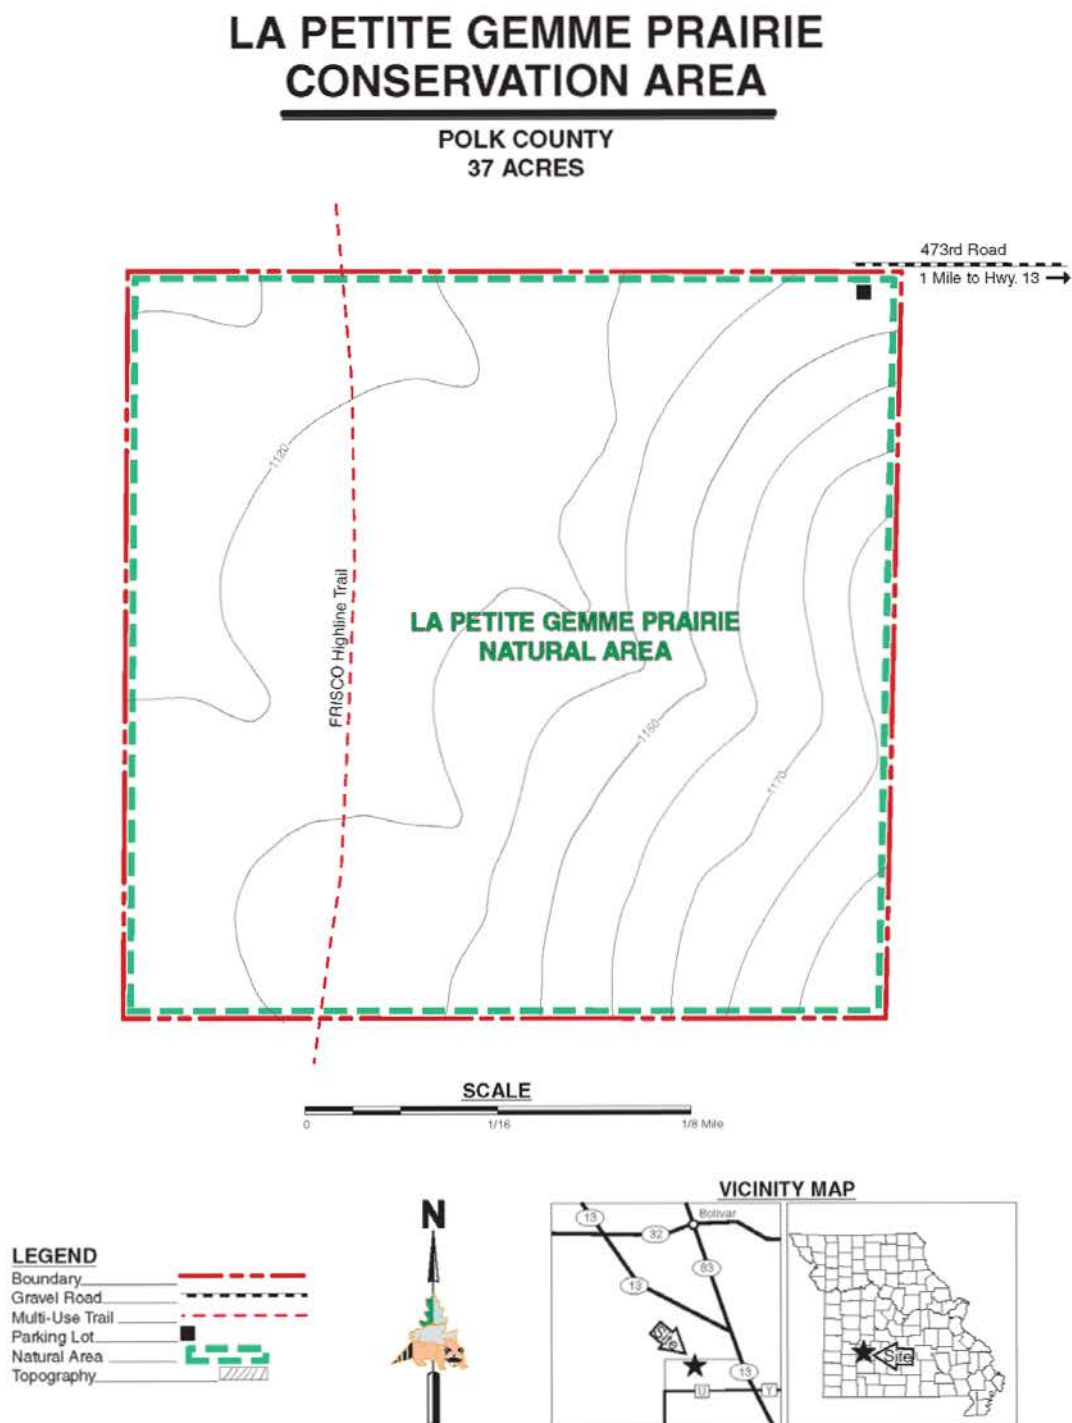 LA PETITE GEMME PRAIRIE
CONSERVATION AREA
POLK COUNTY
37 ACRES
473rd Road
1 Mile to Hwy. 13
1120
FRISCO Highline Trail
LA PETITE GEMME PRAIRIE
NATURAL AREA
1150
1170
SCALE
0
1/16
1/8 Mile
N
VICINITY MAP
13
Bolivar
32
83
13
Site
13
U
Y
Site
LEGEND
Boundary
Gravel Road
Multi-Use Trail
Parking Lot
Natural Area
Topography